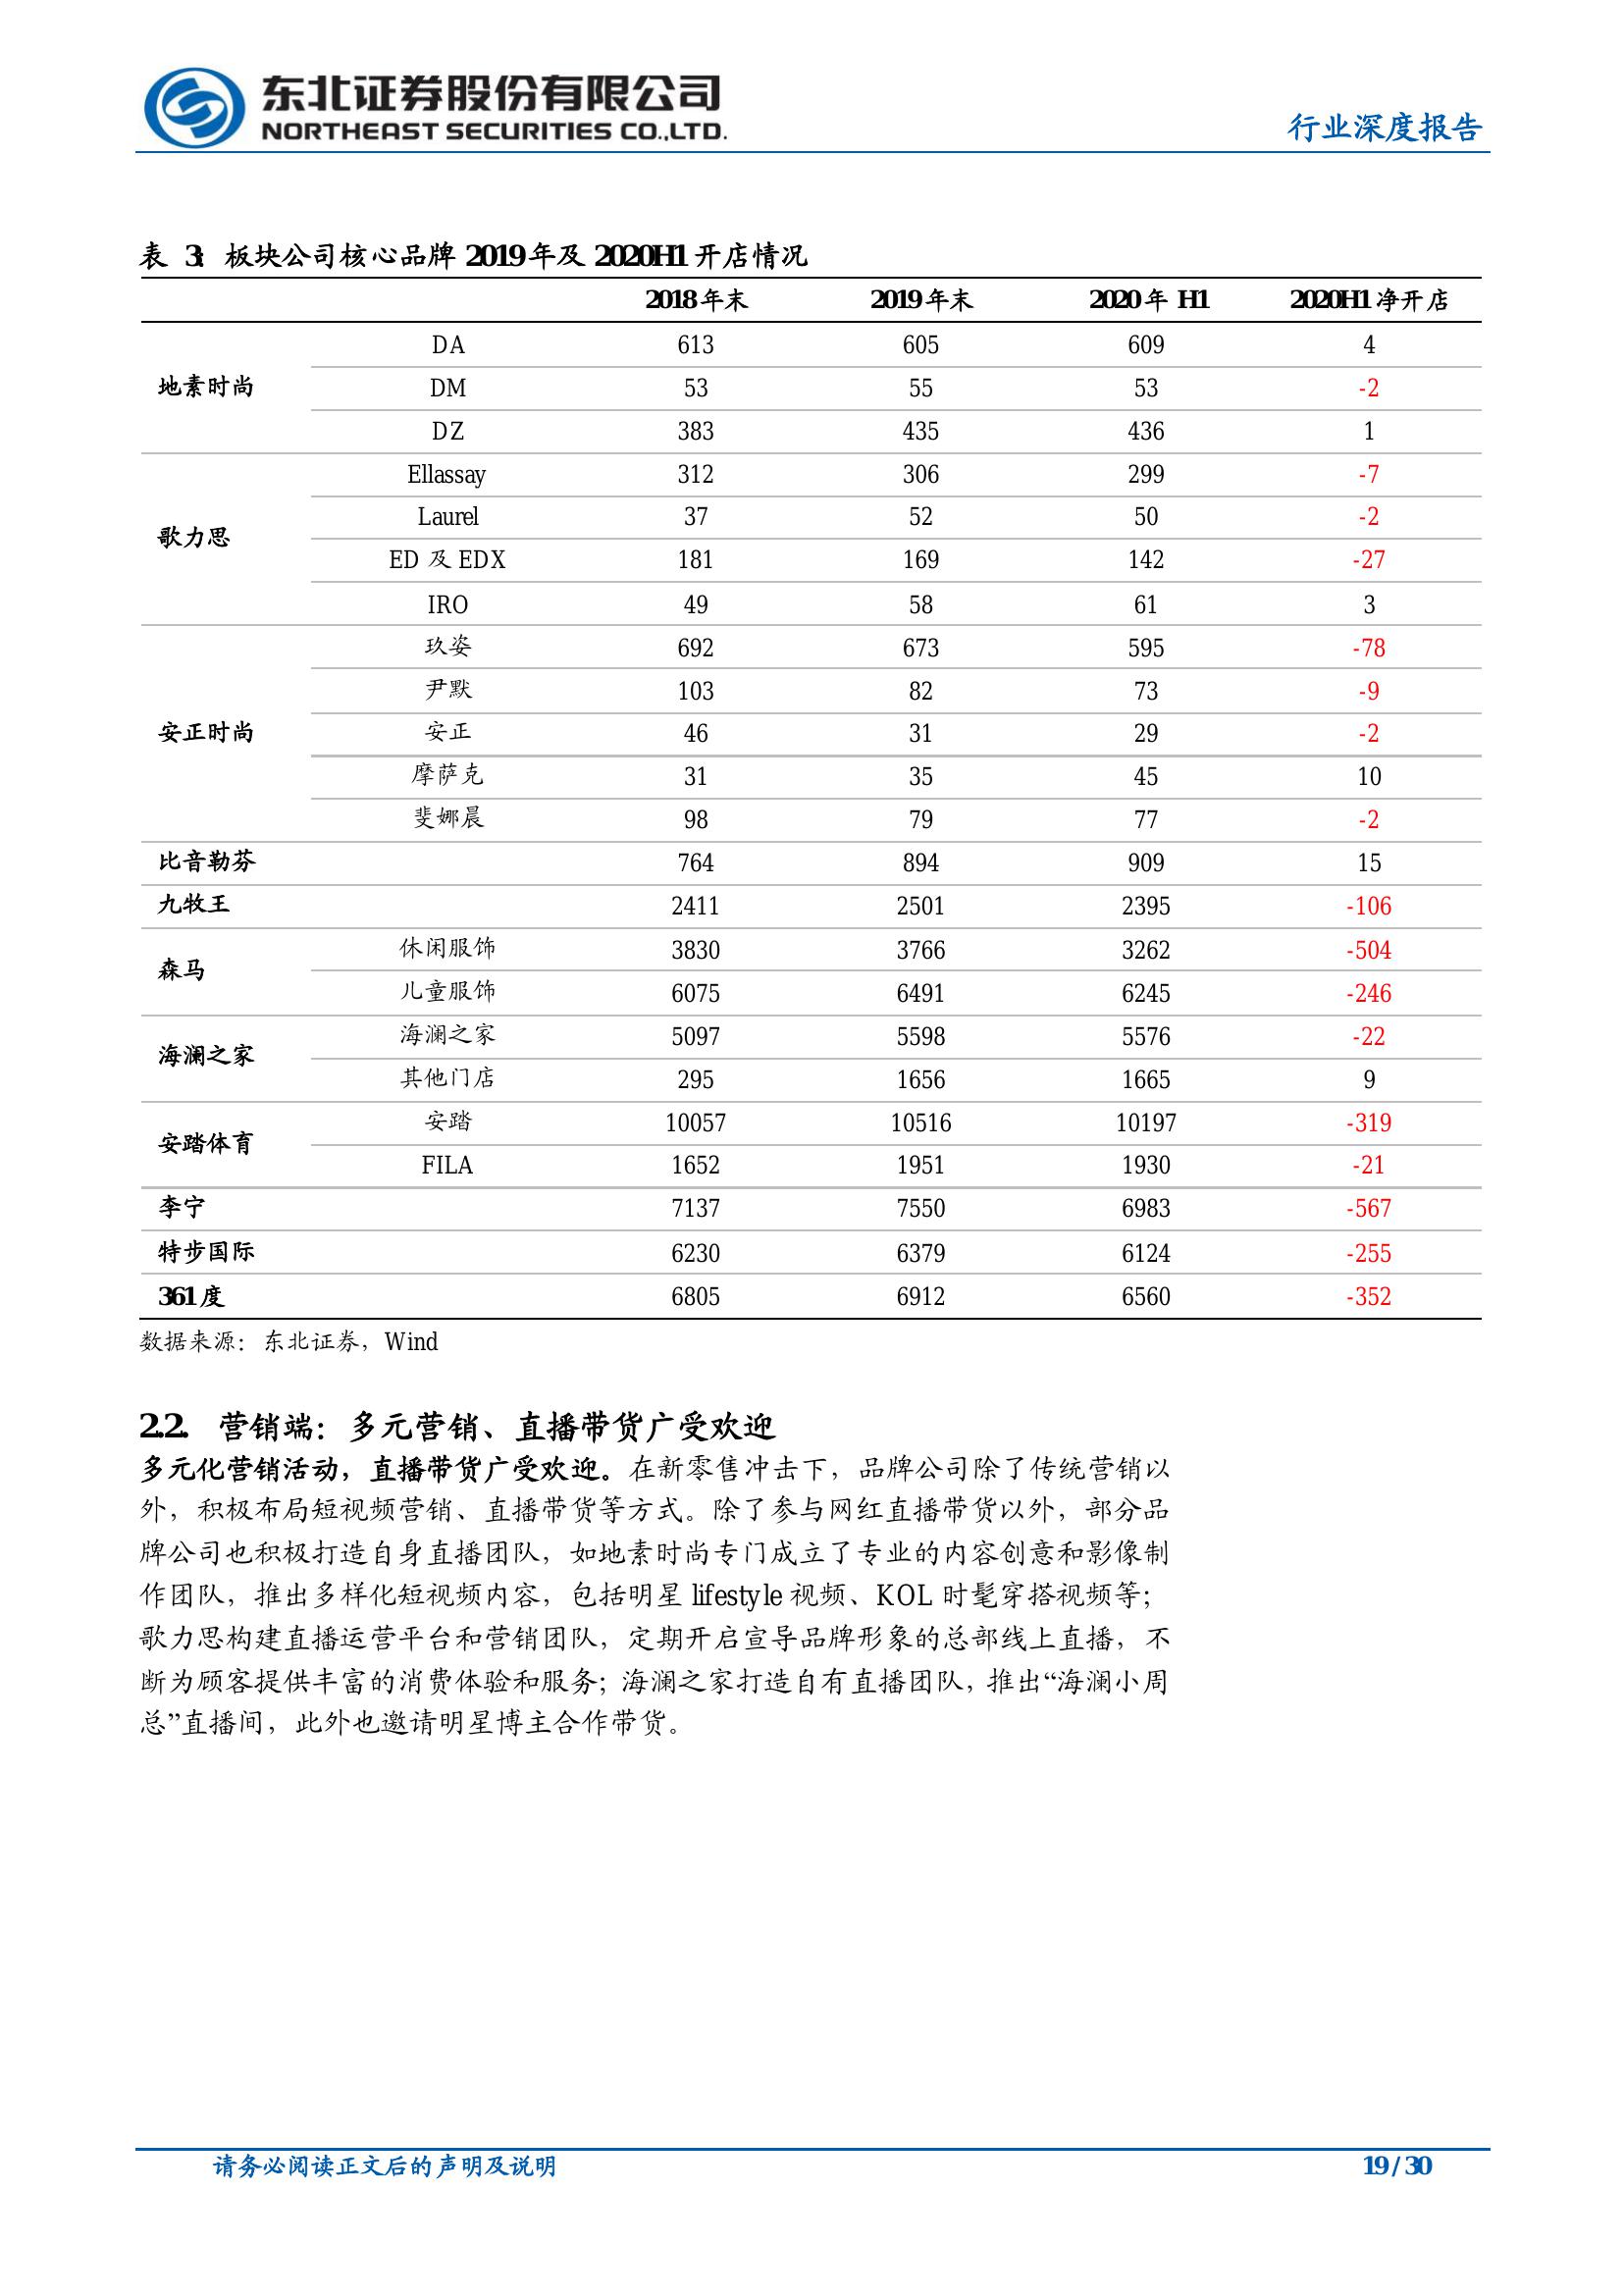 东北证券股份有限公司
NORTHEAST SECURITIES CO.,LTD.
行业深度报告
表 3: 板块公司核心品牌 2019 年及 2020H1 开店情况
2018 年末 2019 年末 2020 年 H1 2020H1 净开店
地素时尚 DA 613 605 609 4
DM 53 55 53 -2
DZ 383 435 436 1
歌力思 Ellassay 312 306 299 -7
Laurel 37 52 50 -2
ED 及 EDX 181 169 142 -27
IRO 49 58 61 3
安正时尚 玖姿 692 673 595 -78
尹默 103 82 73 -9
安正 46 31 29 -2
摩萨克 31 35 45 10
斐娜晨 98 79 77 -2
比音勒芬 764 894 909 15
九牧王 2411 2501 2395 -106
森马 休闲服饰 3830 3766 3262 -504
儿童服饰 6075 6491 6245 -246
海澜之家 海澜之家 5097 5598 5576 -22
其他门店 295 1656 1665 9
安踏体育 安踏 10057 10516 10197 -319
FILA 1652 1951 1930 -21
李宁 7137 7550 6983 -567
特步国际 6230 6379 6124 -255
361 度 6805 6912 6560 -352
数据来源：东北证券，Wind
2.2. 营销端：多元营销、直播带货广受欢迎
多元化营销活动，直播带货广受欢迎。在新零售冲击下，品牌公司除了传统营销以
外，积极布局短视频营销、直播带货等方式。除了参与网红直播带货以外，部分品
牌公司也积极打造自身直播团队，如地素时尚专门成立了专业的内容创意和影像制
作团队，推出多样化短视频内容，包括明星 lifestyle 视频、KOL 时髦穿搭视频等；
歌力思构建直播运营平台和营销团队，定期开启宣导品牌形象的总部线上直播，不
断为顾客提供丰富的消费体验和服务；海澜之家打造自有直播团队，推出“海澜小周
总”直播间，此外也邀请明星博主合作带货。
请务必阅读正文后的声明及说明 19 / 30